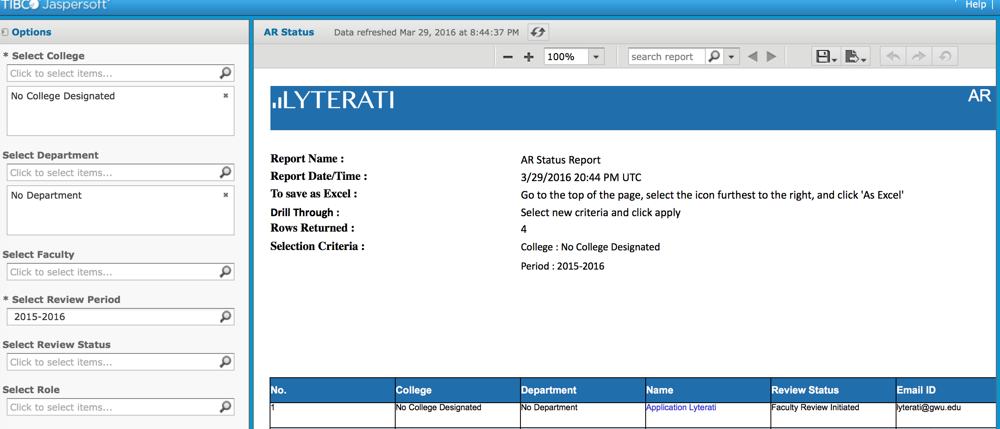 TIBCO Jaspersoft
Help
Options
* Select College
Click to select items...
No College Designated
Select Department
Click to select items...
No Department
Select Faculty
Click to select items...
* Select Review Period
2015-2016
Select Review Status
Click to select items...
Select Role
Click to select items...
AR Status Data refreshed Mar 29, 2016 at 8:44:37 PM
100% search report
LYTERATI AR
Report Name : AR Status Report
Report Date/Time : 3/29/2016 20:44 PM UTC
To save as Excel : Go to the top of the page, select the icon furthest to the right, and click 'As Excel'
Drill Through : Select new criteria and click apply
Rows Returned : 4
Selection Criteria : College : No College Designated
Period : 2015-2016
No. College Department Name Review Status Email ID
1 No College Designated No Department Application Lyterati Faculty Review Initiated lyterati@gwu.edu